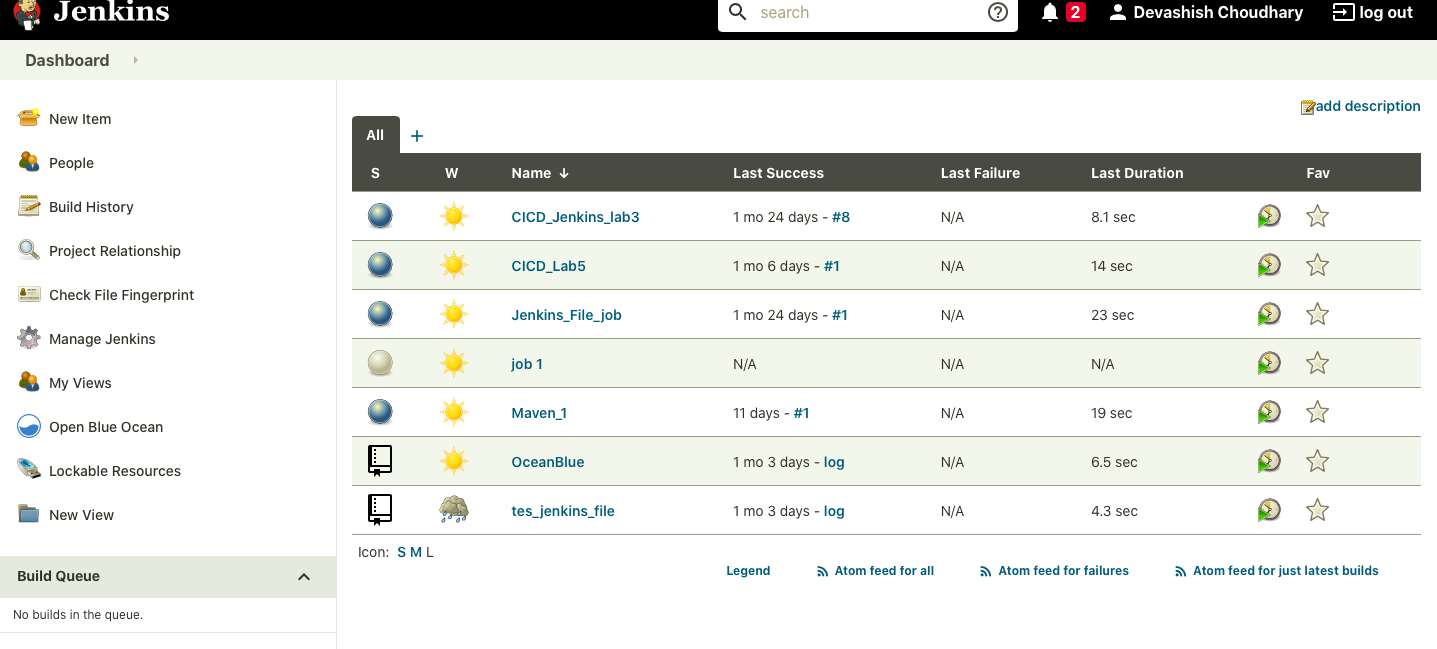 Jenkins
search
2
Devashish Choudhary
log out
Dashboard
New Item
People
Build History
Project Relationship
Check File Fingerprint
Manage Jenkins
My Views
Open Blue Ocean
Lockable Resources
New View
Build Queue
No builds in the queue.
add description
All +
S W Name ↓ Last Success Last Failure Last Duration Fav
CICD_Jenkins_lab3 1 mo 24 days - #8 N/A 8.1 sec
CICD_Lab5 1 mo 6 days - #1 N/A 14 sec
Jenkins_File_job 1 mo 24 days - #1 N/A 23 sec
job 1 N/A N/A N/A
Maven_1 11 days - #1 N/A 19 sec
OceanBlue 1 mo 3 days - log N/A 6.5 sec
tes_jenkins_file 1 mo 3 days - log N/A 4.3 sec
Icon: S M L
Legend Atom feed for all Atom feed for failures Atom feed for just latest builds